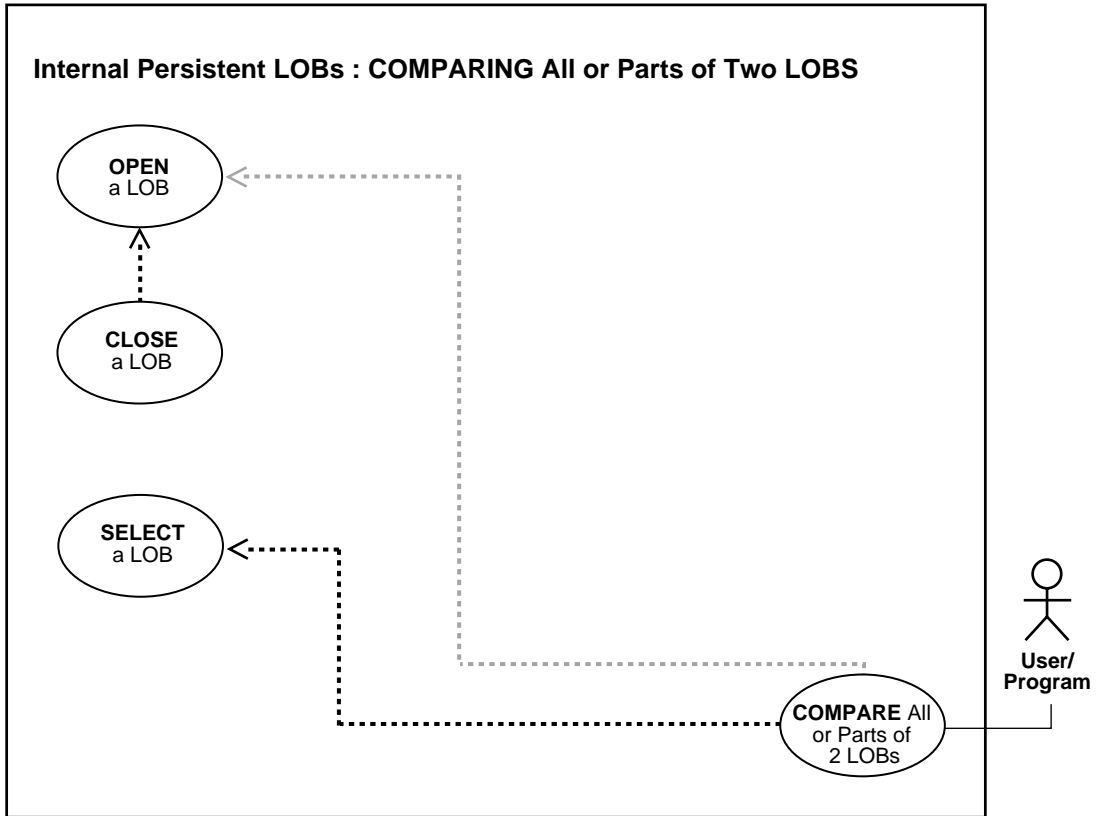 Internal Persistent LOBs : COMPARING All or Parts of Two LOBS
OPEN
a LOB
CLOSE
a LOB
SELECT
a LOB
User/
Program
COMPARE All
or Parts of
2 LOBs